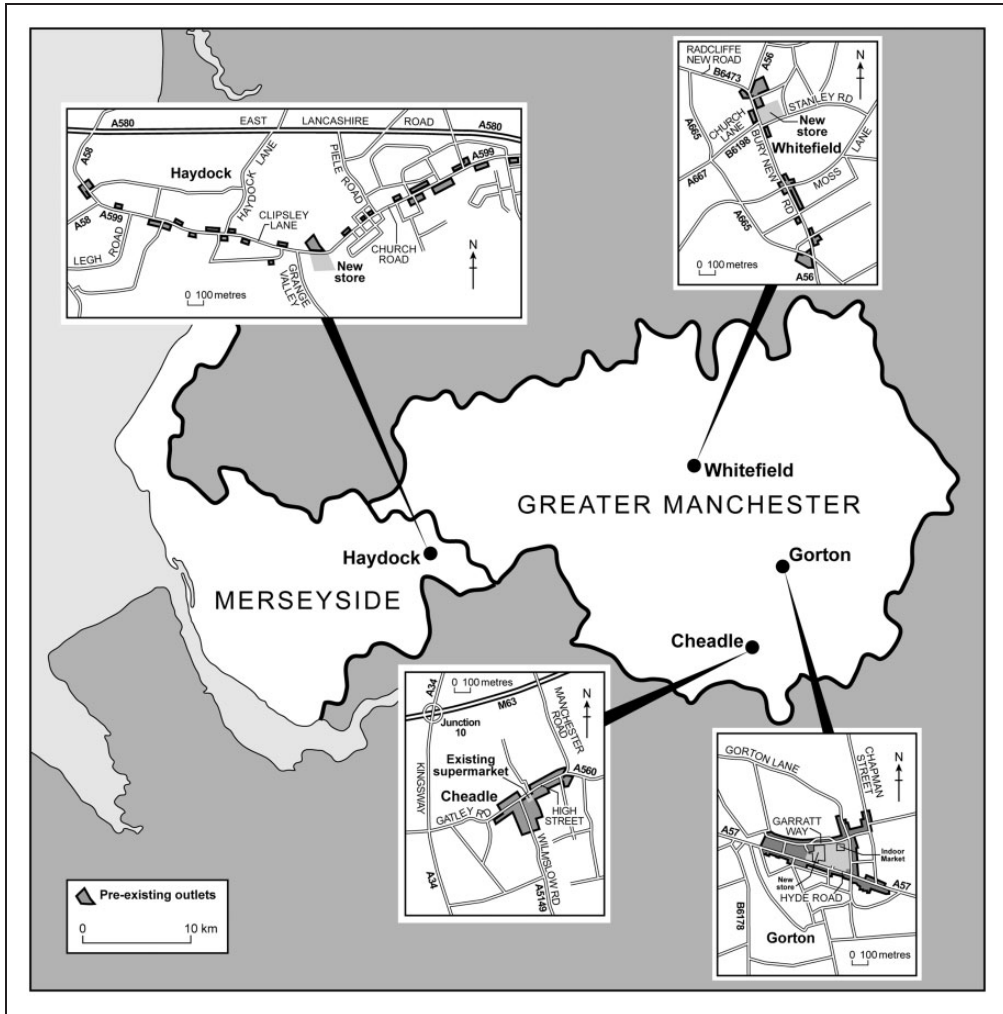 A580
EAST
LANCASHIRE
ROAD
A580
A58
Haydock
HAYDOCK LANE
PIELE ROAD
A599
N
A58
A599
CLIPSLEY
LANE
LEGH
ROAD
CHURCH
ROAD
New
store
GRANGE
VALLEY
0 100 metres
RADCLIFFE
NEW ROAD
A56
N
B6473
STANLEY RD
A665
CHURCH
LANE
New
store
B6198
Whitefield
LANE
A667
BURY NEW
RD
MOSS
A665
0 100 metres
A56
Whitefield
GREATER MANCHESTER
Haydock
Gorton
MERSEYSIDE
Cheadle
A34
0 100 metres
M63
MANCHESTER
ROAD
N
Junction
10
Existing
supermarket
A560
KINGSWAY
Cheadle
HIGH
STREET
GATLEY RD
WILMSLOW RD
A34
A5149
GORTON LANE
CHAPMAN
STREET
N
GARRATT
WAY
A57
Indoor
Market
New
store
A57
HYDE ROAD
B6178
Gorton
0 100 metres
Pre-existing outlets
0
10 km